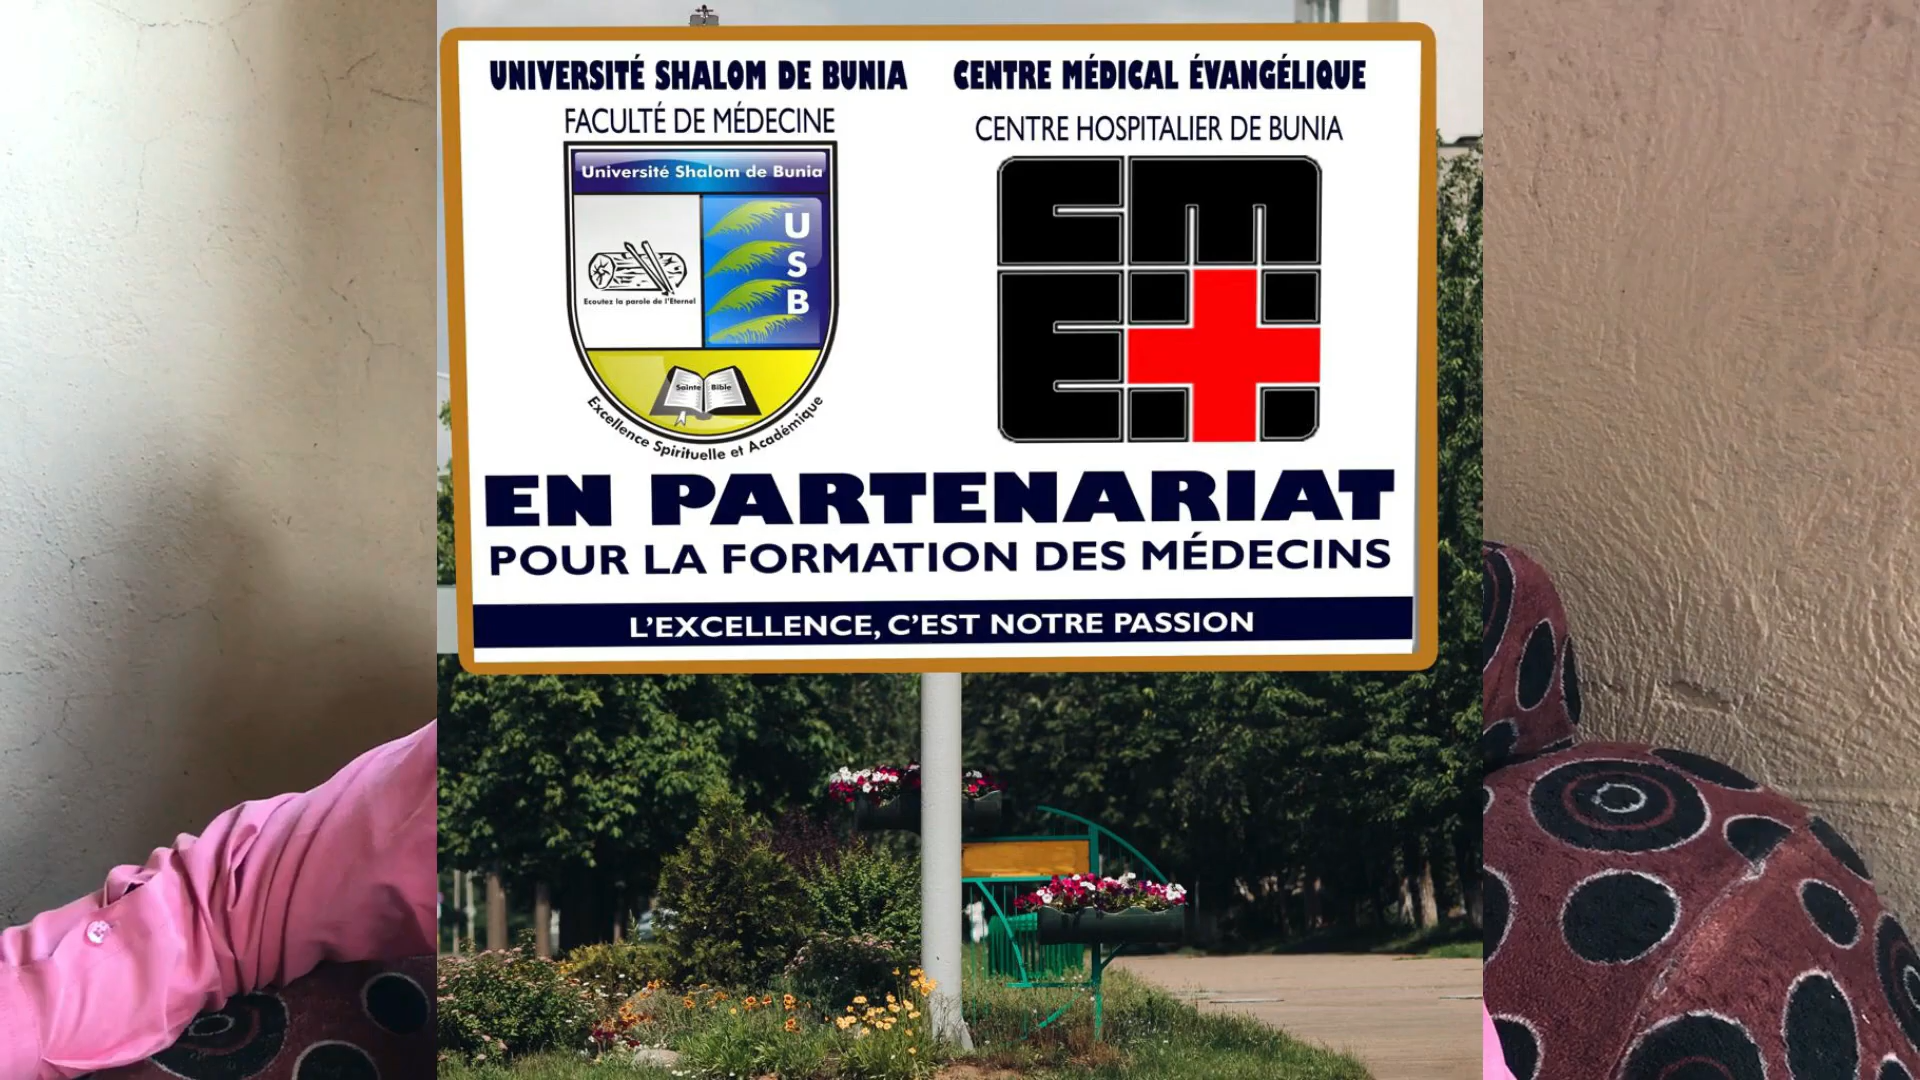 UNIVERSITÉ SHALOM DE BUNIA
FACULTÉ DE MÉDECINE
Université Shalom de Bunia
U
S
B
Ecoutez la parole de l'Eternel
Sainte Bible
Excellence Spirituelle et Académique
CENTRE MÉDICAL ÉVANGÉLIQUE
CENTRE HOSPITALIER DE BUNIA
CME
EN PARTENARIAT
POUR LA FORMATION DES MÉDECINS
L'EXCELLENCE, C'EST NOTRE PASSION